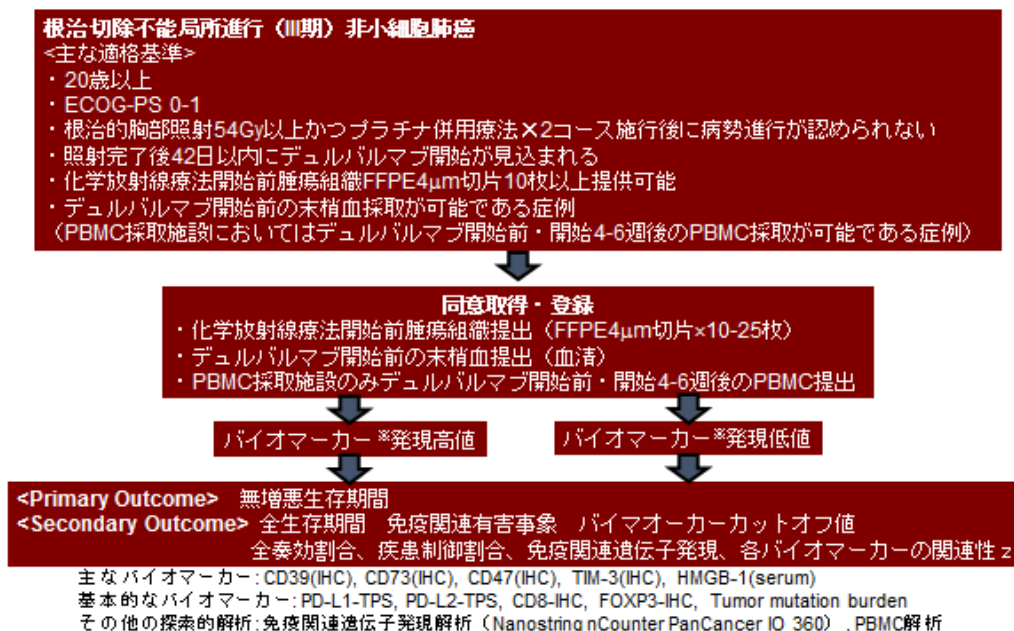 根治切除不能局所進行（III期）非小細胞肺癌
<主な適格基準>
・20歳以上
・ECOG-PS 0-1
・根治的胸部照射54Gy以上かつプラチナ併用療法×2コース施行後に病勢進行が認められない
・照射完了後42日以内にデュルバルマブ開始が見込まれる
・化学放射線療法開始前腫瘍組織FFPE4μm切片10枚以上提供可能
・デュルバルマブ開始前の末梢血採取が可能である症例
（PBMC採取施設においてはデュルバルマブ開始前・開始4-6週後のPBMC採取が可能である症例）
同意取得・登録
・化学放射線療法開始前腫瘍組織提出（FFPE4μm切片×10-25枚）
・デュルバルマブ開始前の末梢血提出（血清）
・PBMC採取施設のみデュルバルマブ開始前・開始4-6週後のPBMC提出
バイオマーカー※発現高値
バイオマーカー※発現低値
<Primary Outcome> 無増悪生存期間
<Secondary Outcome> 全生存期間 免疫関連有害事象 バイマオーカーカットオフ値
全奏効割合、疾患制御割合、免疫関連遺伝子発現、各バイオマーカーの関連性 z
主なバイオマーカー: CD39(IHC), CD73(IHC), CD47(IHC), TIM-3(IHC), HMGB-1(serum)
基本的なバイオマーカー: PD-L1-TPS, PD-L2-TPS, CD8-IHC, FOXP3-IHC, Tumor mutation burden
その他の探索的解析: 免疫関連遺伝子発現解析（Nanostring nCounter PanCancer IO 360）, PBMC解析